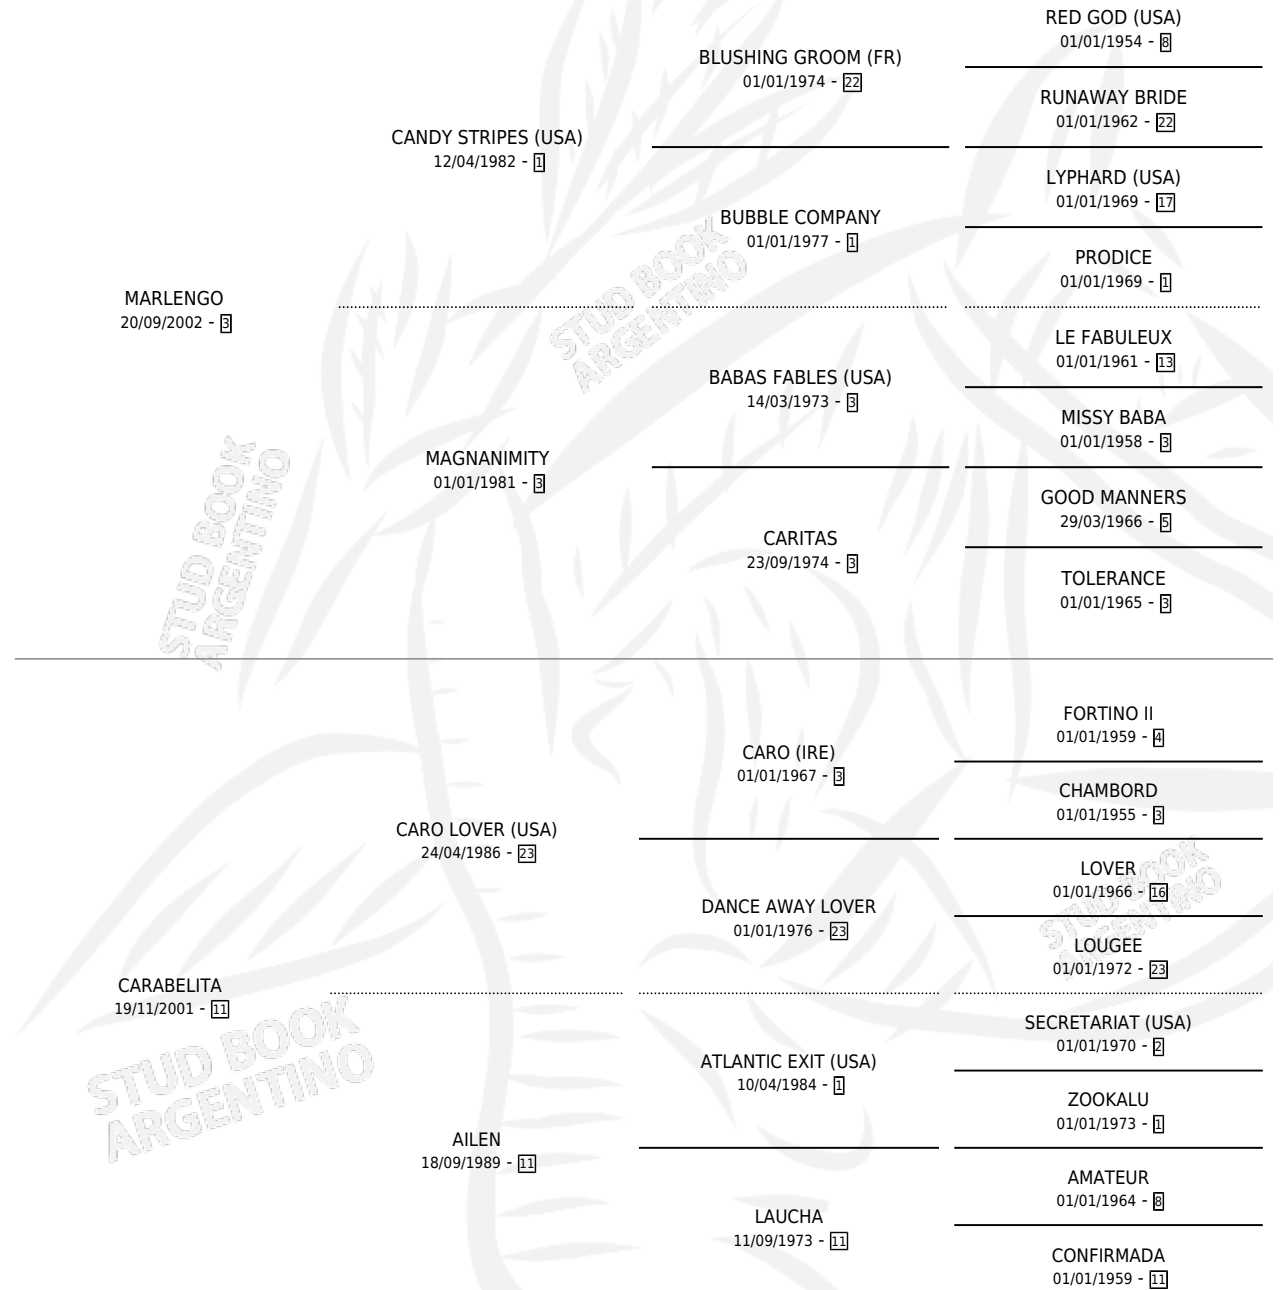 RED GOD (USA)
01/01/1954 - 8
BLUSHING GROOM (FR)
01/01/1974 - 22
RUNAWAY BRIDE
01/01/1962 - 22
CANDY STRIPES (USA)
12/04/1982 - 1
LYPHARD (USA)
01/01/1969 - 17
BUBBLE COMPANY
01/01/1977 - 1
PRODICE
01/01/1969 - 1
MARLENGO
20/09/2002 - 3
LE FABULEUX
01/01/1961 - 13
BABAS FABLES (USA)
14/03/1973 - 3
MISSY BABA
01/01/1958 - 3
MAGNANIMITY
01/01/1981 - 3
GOOD MANNERS
29/03/1966 - 5
CARITAS
23/09/1974 - 3
TOLERANCE
01/01/1965 - 3
STUD BOOK
ARGENTINO
STUD BOOK
ARGENTINO
FORTINO II
01/01/1959 - 4
CARO (IRE)
01/01/1967 - 3
CHAMBORD
01/01/1955 - 3
CARO LOVER (USA)
24/04/1986 - 23
LOVER
01/01/1966 - 16
DANCE AWAY LOVER
01/01/1976 - 23
LOUGEE
01/01/1972 - 23
CARABELITA
19/11/2001 - 11
SECRETARIAT (USA)
01/01/1970 - 2
ATLANTIC EXIT (USA)
10/04/1984 - 1
ZOOKALU
01/01/1973 - 1
AILEN
18/09/1989 - 11
AMATEUR
01/01/1964 - 8
LAUCHA
11/09/1973 - 11
CONFIRMADA
01/01/1959 - 11
STUD BOOK
ARGENTINO
STUD BOOK
ARGENTINO